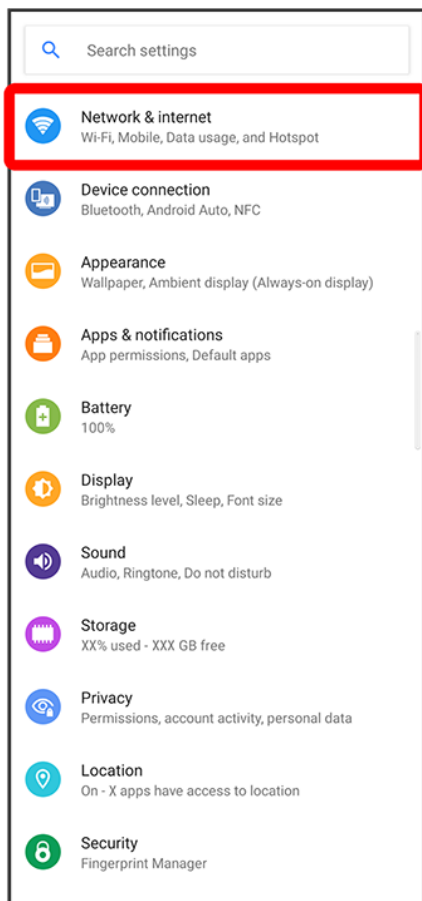 Search settings
Network & internet
Wi-Fi, Mobile, Data usage, and Hotspot
Device connection
Bluetooth, Android Auto, NFC
Appearance
Wallpaper, Ambient display (Always-on display)
Apps & notifications
App permissions, Default apps
Battery
100%
Display
Brightness level, Sleep, Font size
Sound
Audio, Ringtone, Do not disturb
Storage
XX% used - XXX GB free
Privacy
Permissions, account activity, personal data
Location
On - X apps have access to location
Security
Fingerprint Manager